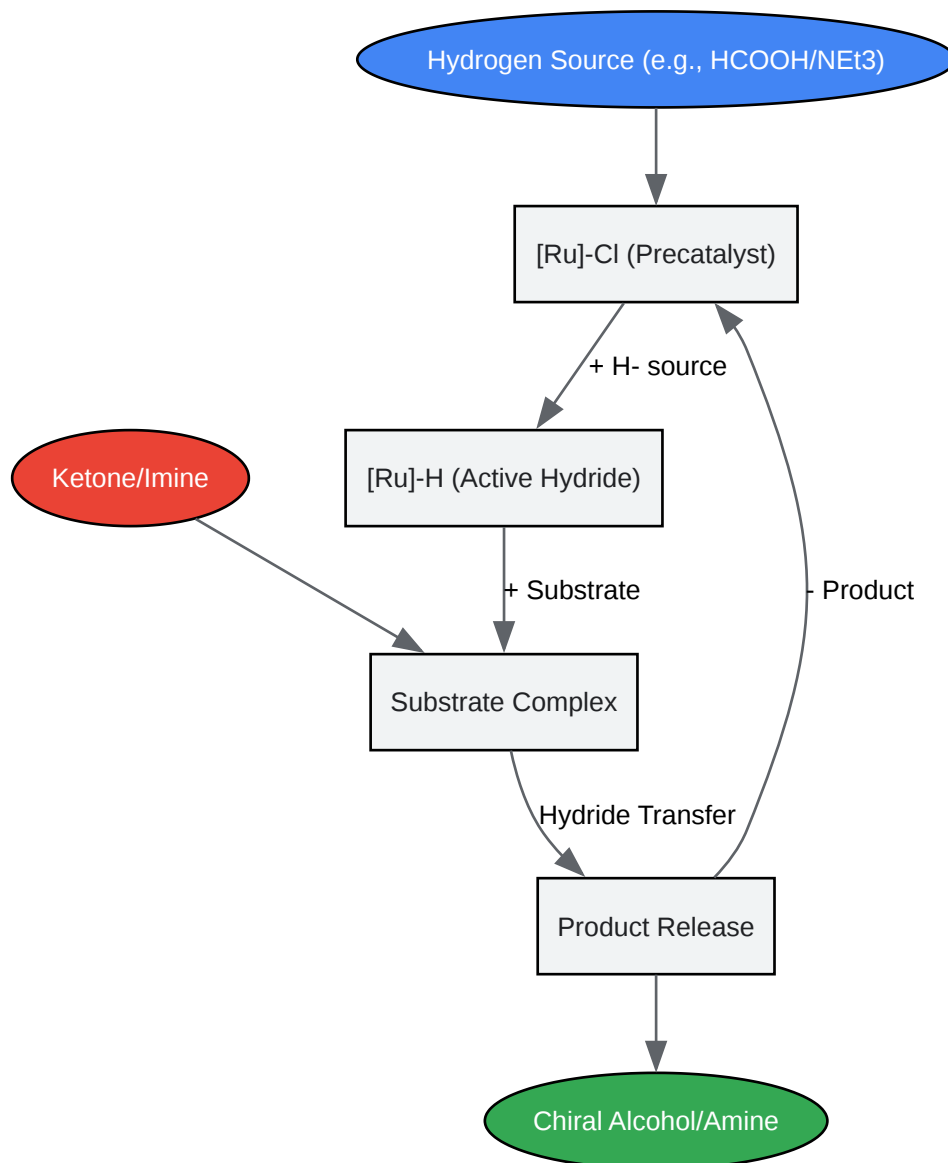 Hydrogen Source (e.g., HCOOH/NEt3)
[Ru]-Cl (Precatalyst)
+ H- source
Ketone/Imine
[Ru]-H (Active Hydride)
+ Substrate
- Product
Substrate Complex
Hydride Transfer
Product Release
Chiral Alcohol/Amine